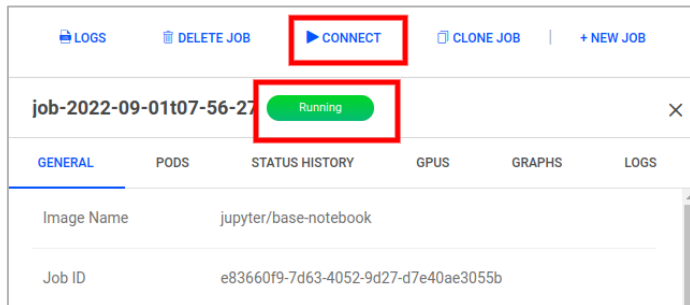 LOGS DELETE JOB CONNECT CLONE JOB | + NEW JOB
job-2022-09-01t07-56-27 Running ×
GENERAL PODS STATUS HISTORY GPUS GRAPHS LOGS
Image Name jupyter/base-notebook
Job ID e83660f9-7d63-4052-9d27-d7e40ae3055b